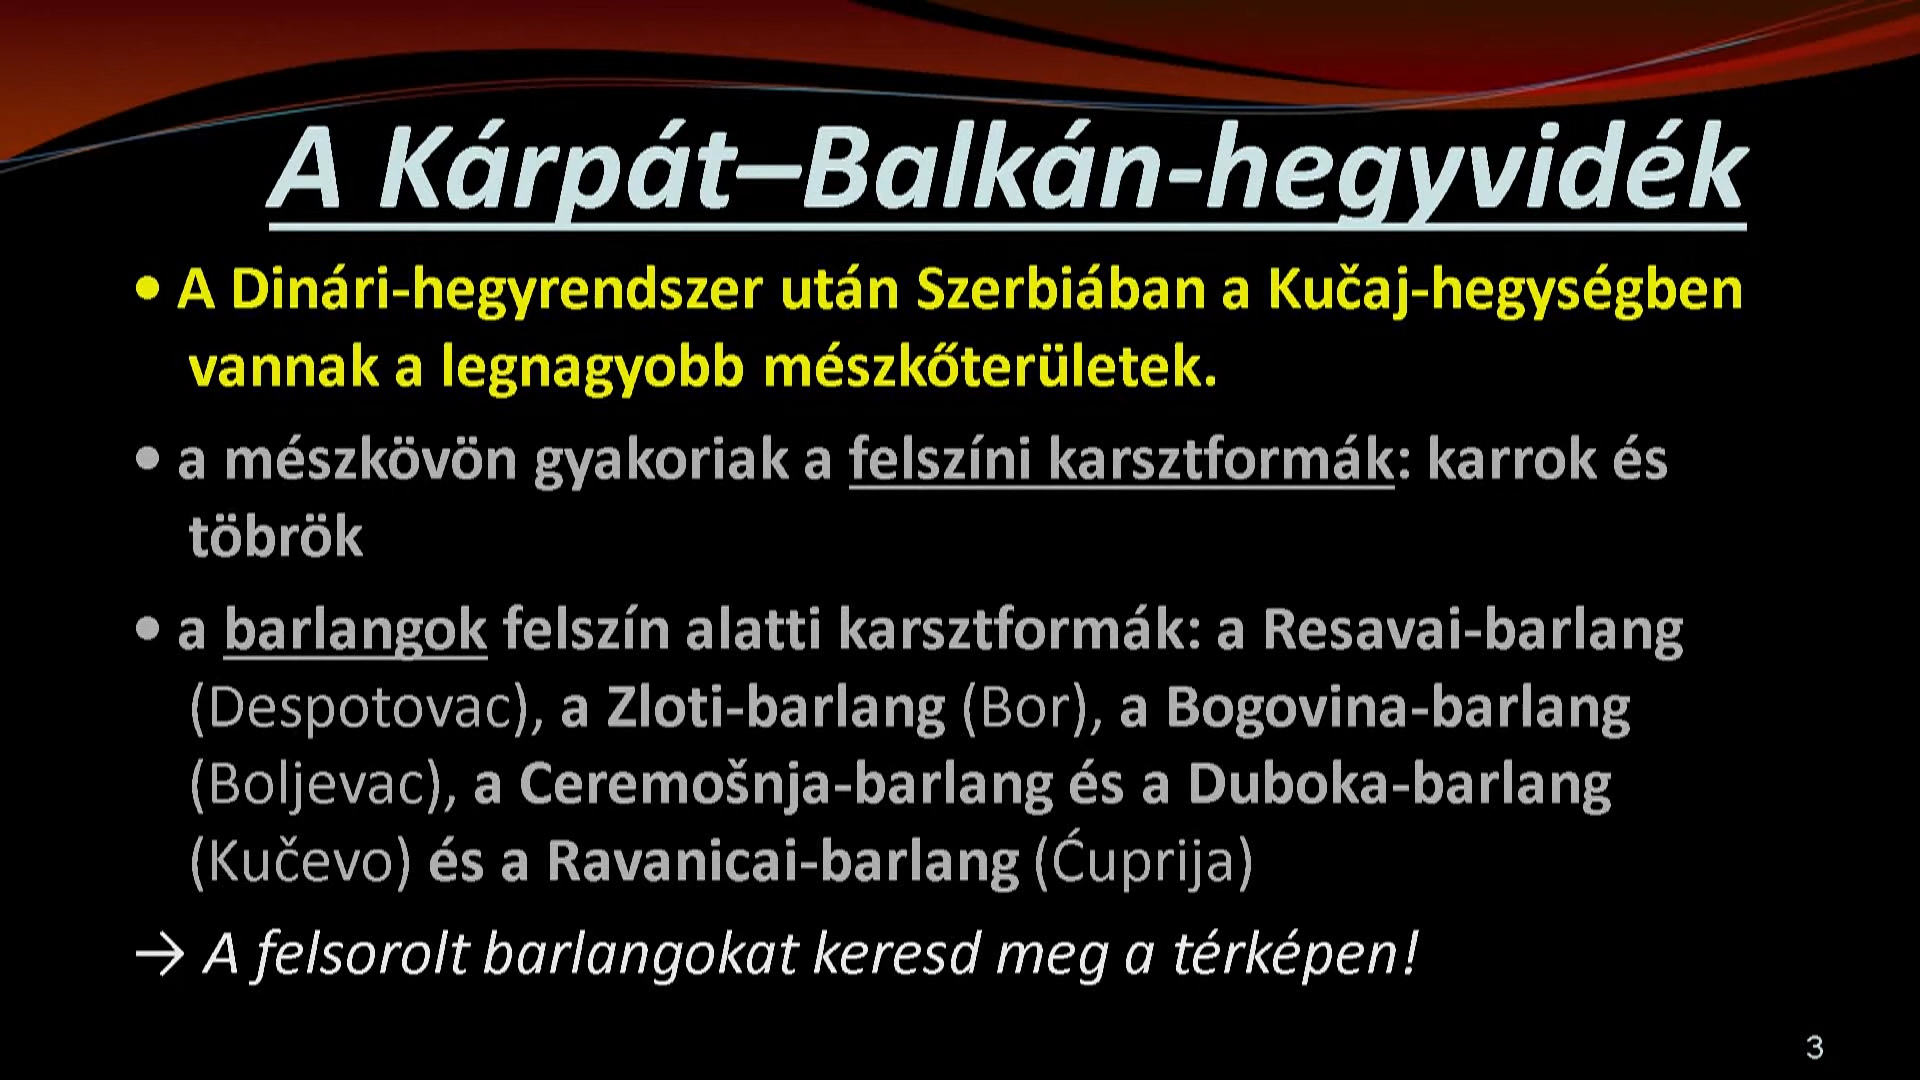 A Kárpát–Balkán-hegyvidék
• A Dinári-hegyrendszer után Szerbiában a Kučaj-hegységben
vannak a legnagyobb mészkőterületek.
• a mészkövön gyakoriak a felszíni karsztformák: karrok és
töbrök
• a barlangok felszín alatti karsztformák: a Resavai-barlang
(Despotovac), a Zloti-barlang (Bor), a Bogovina-barlang
(Boljevac), a Ceremošnja-barlang és a Duboka-barlang
(Kučevo) és a Ravanicai-barlang (Ćuprija)
→ A felsorolt barlangokat keresd meg a térképen!
3